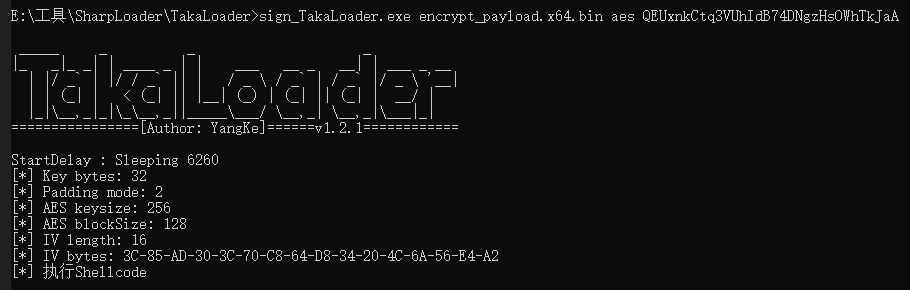 E:\工具\SharpLoader\TakaLoader>sign_TakaLoader.exe encrypt_payload.x64.bin aes QEUxnkCtq3VUhIdB74DNgzHsOWhTkJaA
TakaLoader
================[Author: YangKe]======v1.2.1============
StartDelay : Sleeping 6260
[*] Key bytes: 32
[*] Padding mode: 2
[*] AES keysize: 256
[*] AES blockSize: 128
[*] IV length: 16
[*] IV bytes: 3C-85-AD-30-3C-70-C8-64-D8-34-20-4C-6A-56-E4-A2
[*] 执行Shellcode